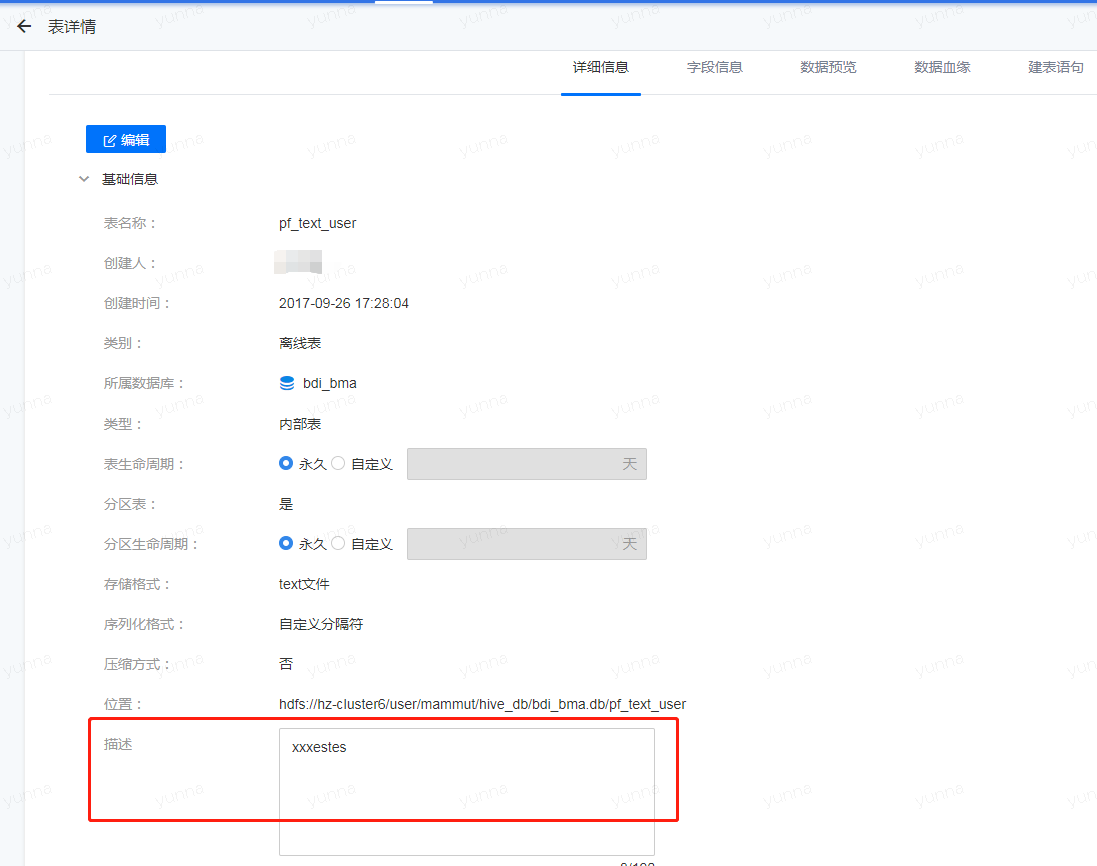 表详情
详细信息 字段信息 数据预览 数据血缘 建表语句
编辑
基础信息
表名称： pf_text_user
创建人：
创建时间： 2017-09-26 17:28:04
类别： 离线表
所属数据库： bdi_bma
类型： 内部表
表生命周期： 永久 自定义 天
分区表： 是
分区生命周期： 永久 自定义 天
存储格式： text文件
序列化格式： 自定义分隔符
压缩方式： 否
位置： hdfs://hz-cluster6/user/mammut/hive_db/bdi_bma.db/pf_text_user
描述 xxxestes
yunna